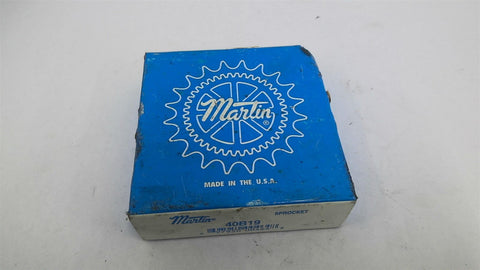 Martin
®
MADE IN THE U.S.A.
Martin 40B19 SPROCKET